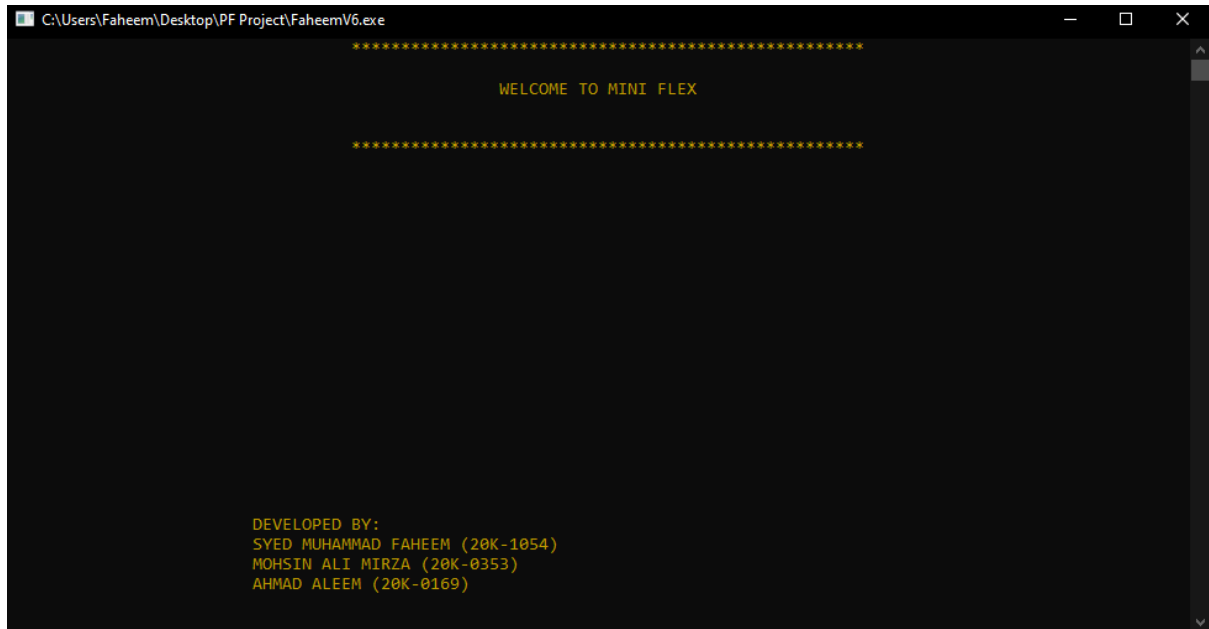 C:\Users\Faheem\Desktop\PF Project\FaheemV6.exe
****************************************************
WELCOME TO MINI FLEX
****************************************************
DEVELOPED BY:
SYED MUHAMMAD FAHEEM (20K-1054)
MOHSIN ALI MIRZA (20K-0353)
AHMAD ALEEM (20K-0169)